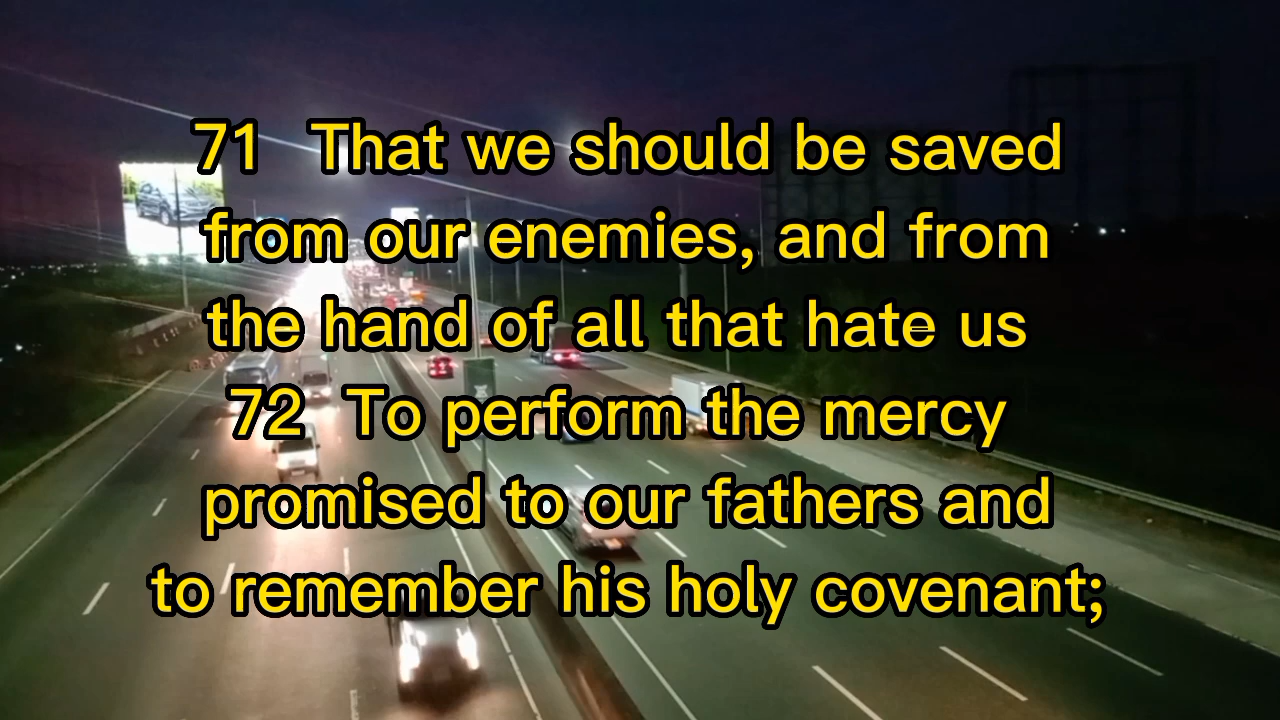 71 That we should be saved
from our enemies, and from
the hand of all that hate us
72 To perform the mercy
promised to our fathers and
to remember his holy covenant;